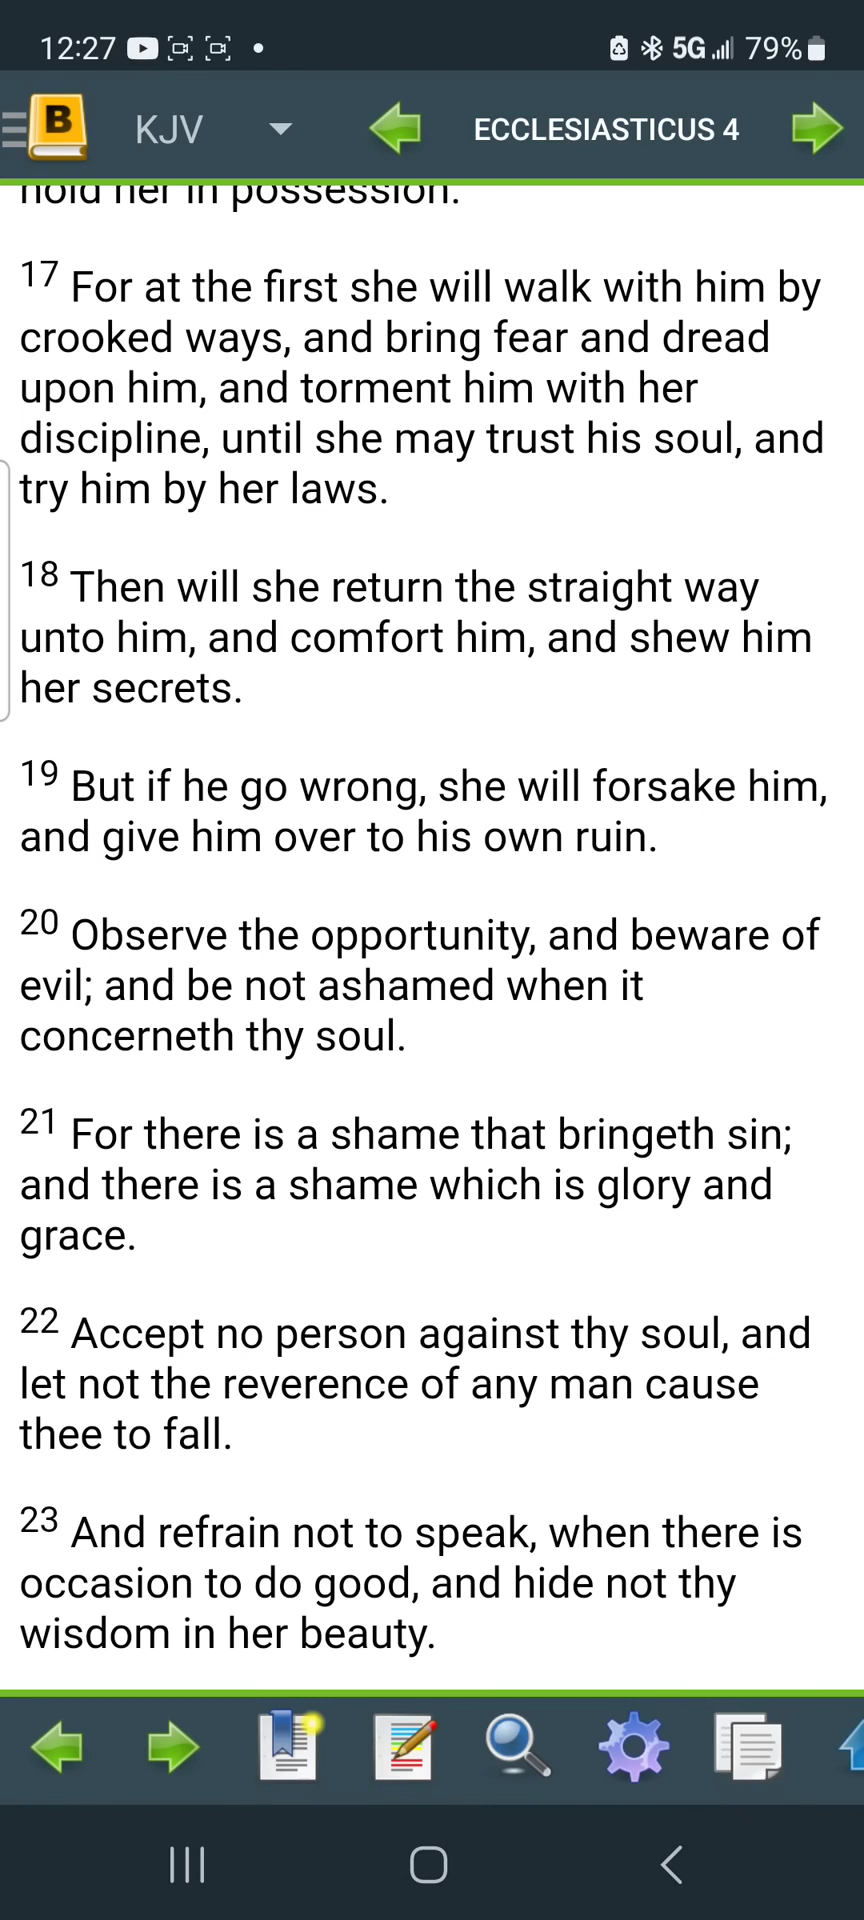 12:27 5G 79%
B KJV ECCLESIASTICUS 4
hold her in possession.
17 For at the first she will walk with him by
crooked ways, and bring fear and dread
upon him, and torment him with her
discipline, until she may trust his soul, and
try him by her laws.
18 Then will she return the straight way
unto him, and comfort him, and shew him
her secrets.
19 But if he go wrong, she will forsake him,
and give him over to his own ruin.
20 Observe the opportunity, and beware of
evil; and be not ashamed when it
concerneth thy soul.
21 For there is a shame that bringeth sin;
and there is a shame which is glory and
grace.
22 Accept no person against thy soul, and
let not the reverence of any man cause
thee to fall.
23 And refrain not to speak, when there is
occasion to do good, and hide not thy
wisdom in her beauty.